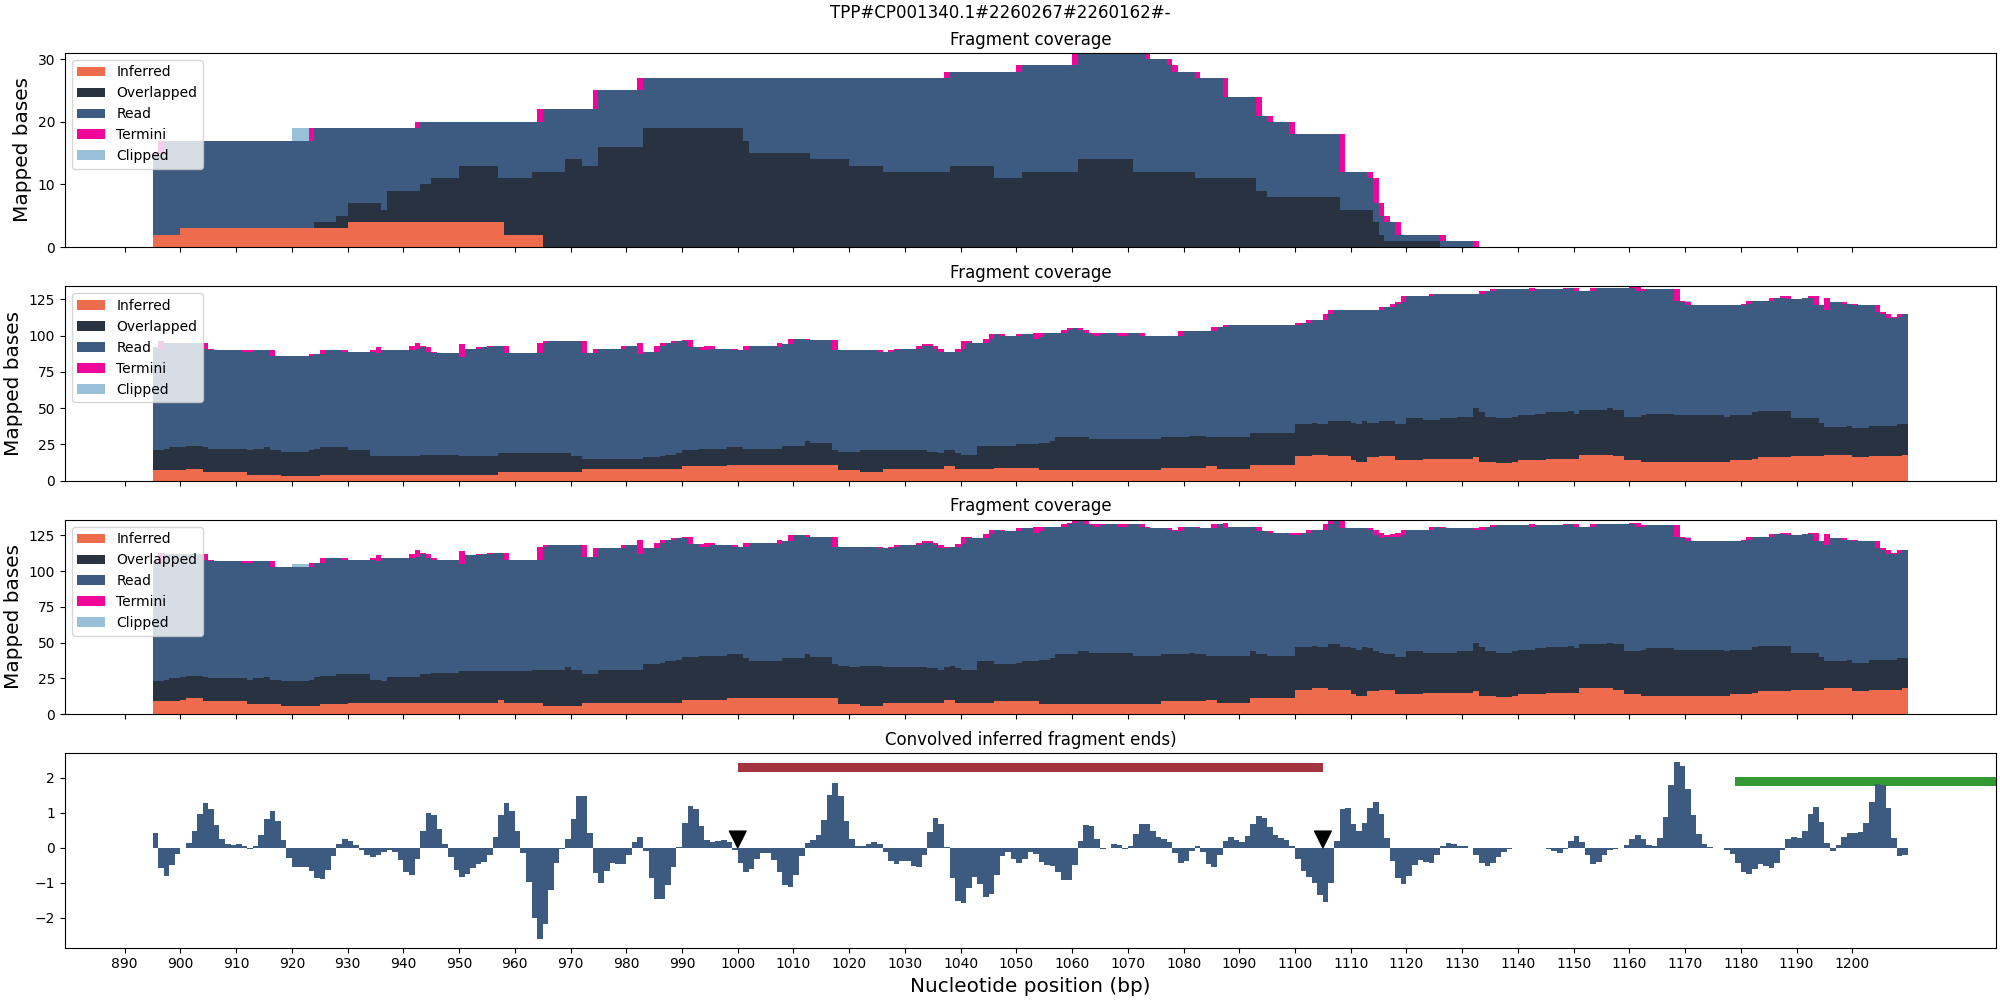 TPP#CP001340.1#2260267#2260162#-
Fragment coverage
Mapped bases
30
20
10
0
Inferred
Overlapped
Read
Termini
Clipped
Fragment coverage
Mapped bases
125
100
75
50
25
0
Inferred
Overlapped
Read
Termini
Clipped
Fragment coverage
Mapped bases
125
100
75
50
25
0
Inferred
Overlapped
Read
Termini
Clipped
Convolved inferred fragment ends)
2
1
0
−1
−2
890 900 910 920 930 940 950 960 970 980 990 1000 1010 1020 1030 1040 1050 1060 1070 1080 1090 1100 1110 1120 1130 1140 1150 1160 1170 1180 1190 1200
Nucleotide position (bp)